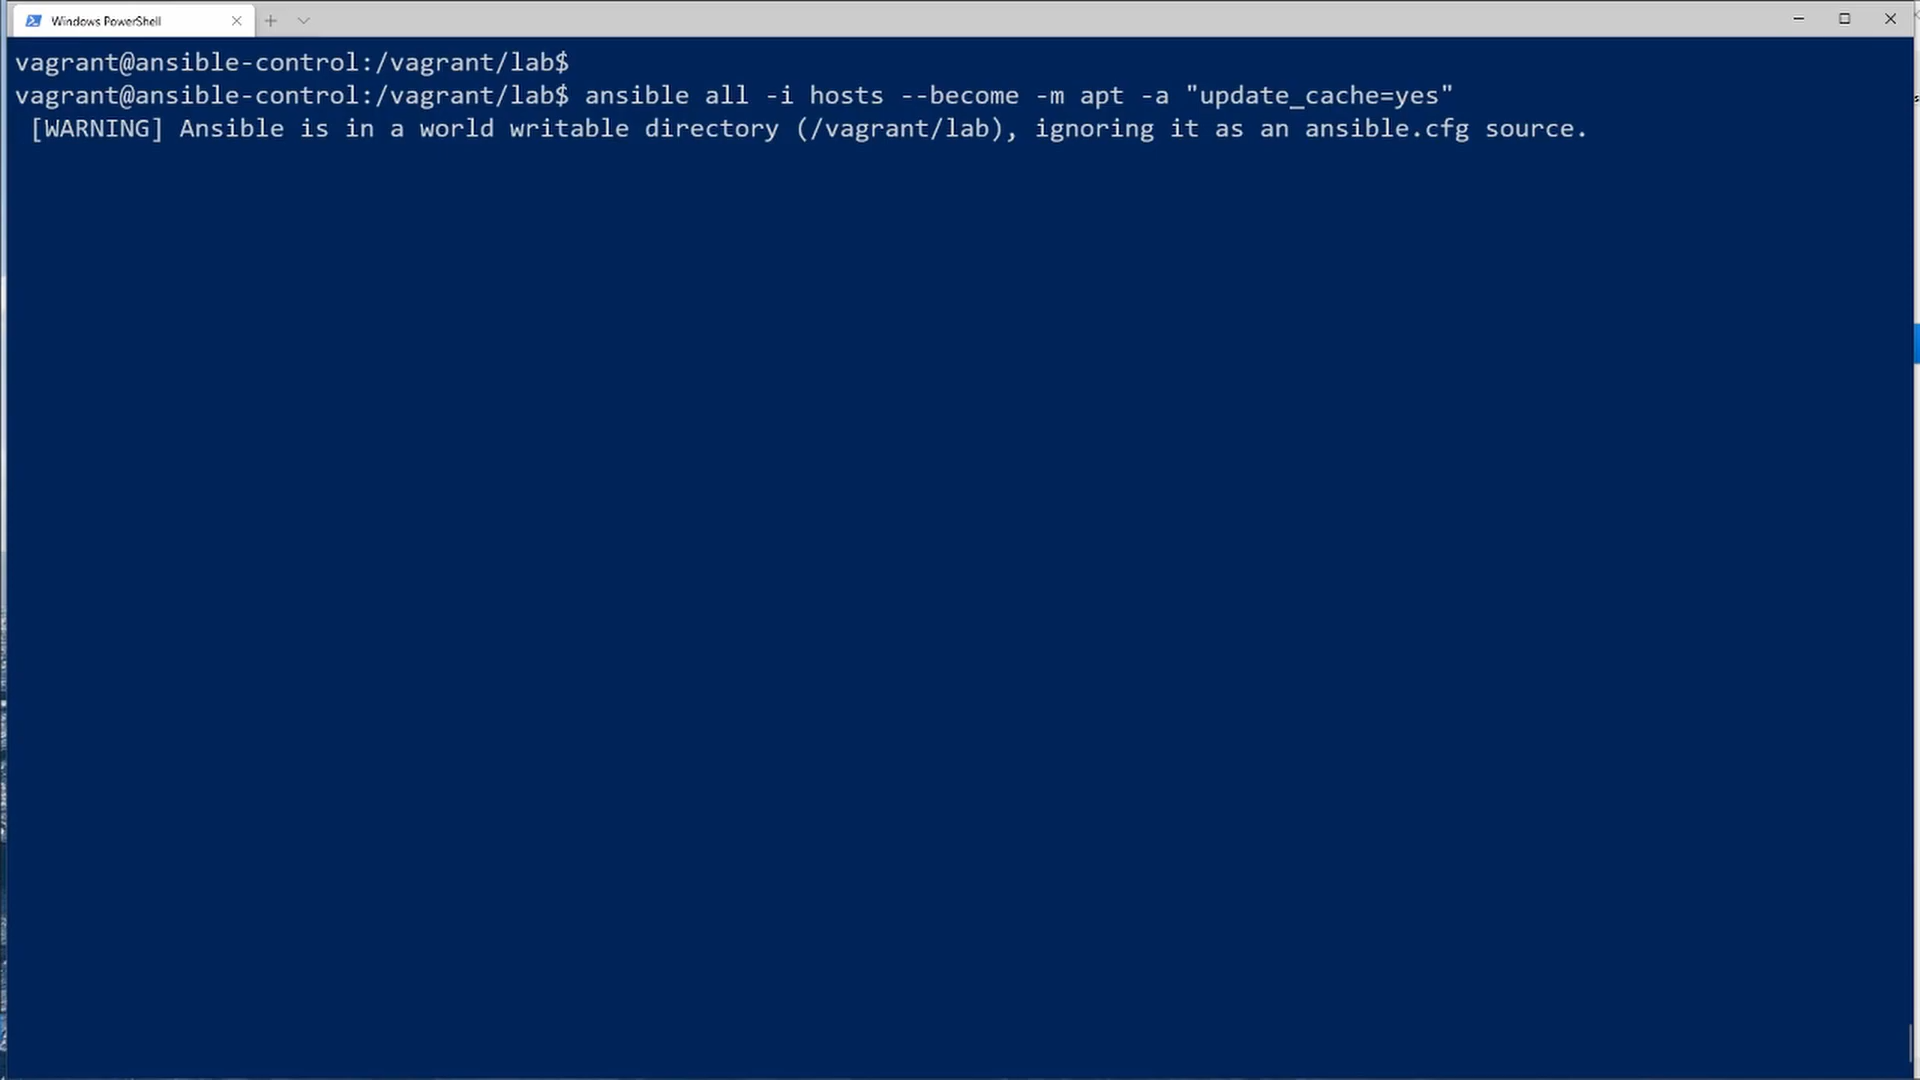 Windows PowerShell
vagrant@ansible-control:/vagrant/lab$
vagrant@ansible-control:/vagrant/lab$ ansible all -i hosts --become -m apt -a "update_cache=yes"
[WARNING] Ansible is in a world writable directory (/vagrant/lab), ignoring it as an ansible.cfg source.